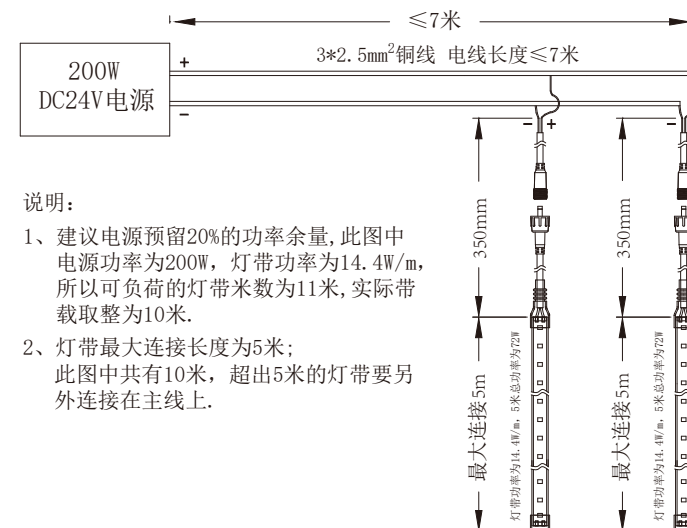 ≤7米
3*2.5mm²铜线 电线长度≤7米
200W
DC24V电源
+
-
- +
-
350mm
350mm
说明:
1、建议电源预留20%的功率余量,此图中
电源功率为200W，灯带功率为14.4W/m，
所以可负荷的灯带米数为11米,实际带
载取整为10米.
2、灯带最大连接长度为5米;
此图中共有10米，超出5米的灯带要另
外连接在主线上.
最大连接5m
灯带功率为14.4W/m，5米总功率为72W
最大连接5m
灯带功率为14.4W/m，5米总功率为72W